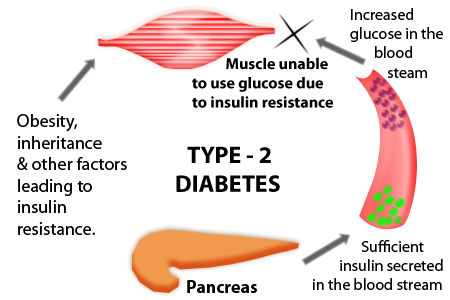 Increased
glucose in the
blood
steam
Muscle unable
to use glucose due
to insulin resistance
Obesity,
inheritance
& other factors
leading to
insulin
resistance.
TYPE - 2
DIABETES
Pancreas
Sufficient
insulin secreted
in the blood stream